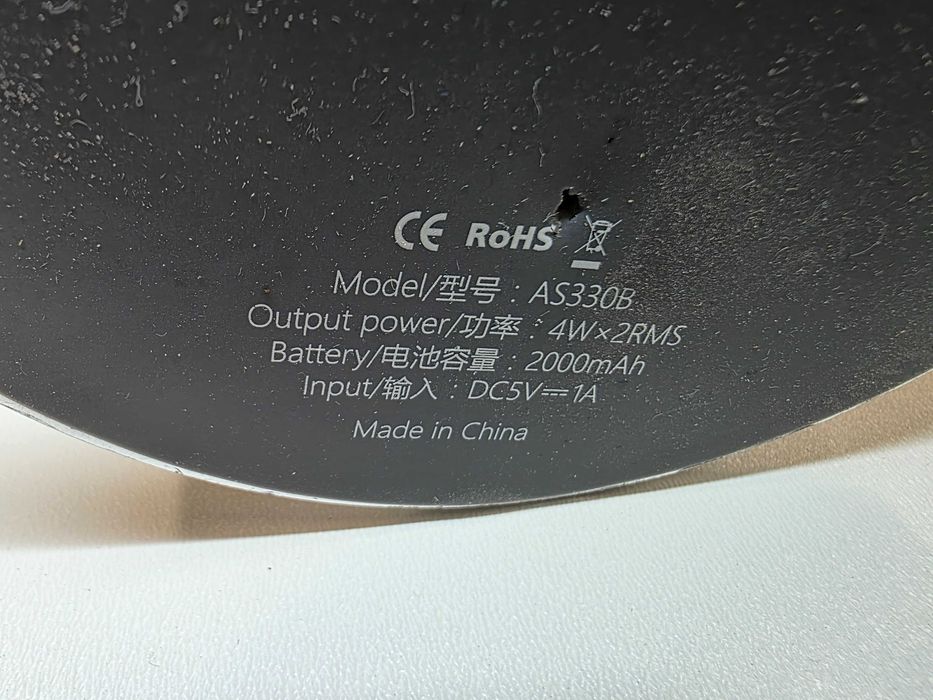 CE RoHS
Model/型号：AS330B
Output power/功率：4W×2RMS
Battery/电池容量：2000mAh
Input/输入：DC5V⎓1A
Made in China